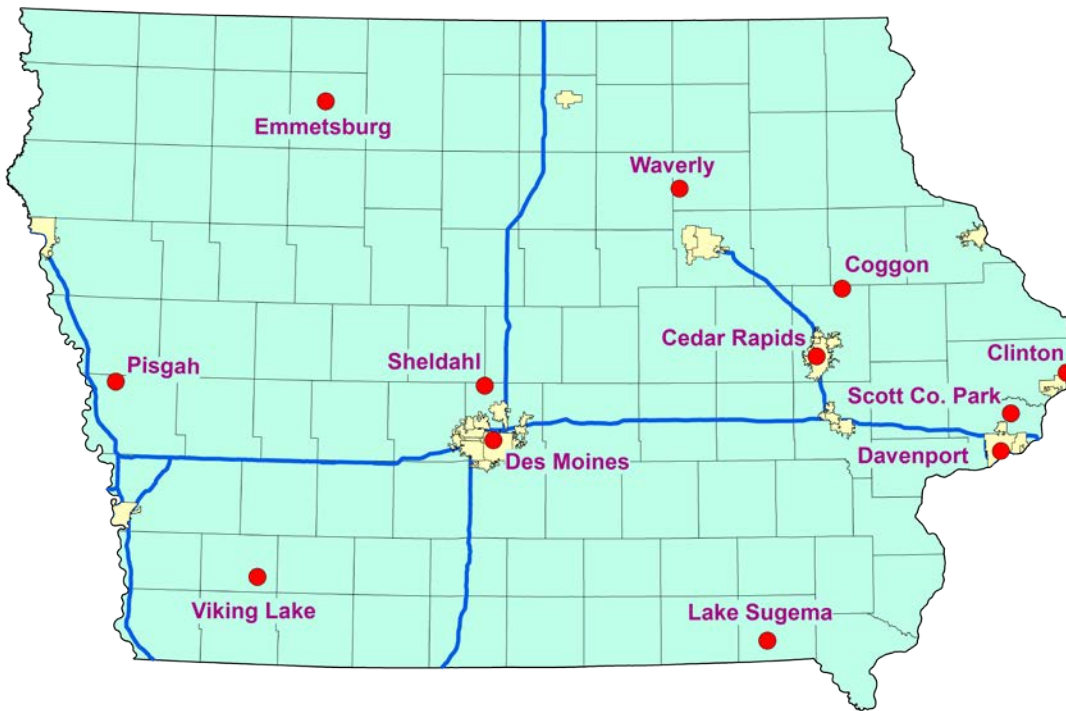 Emmetsburg
Waverly
Coggon
Cedar Rapids
Clinton
Pisgah
Sheldahl
Scott Co. Park
Des Moines
Davenport
Viking Lake
Lake Sugema